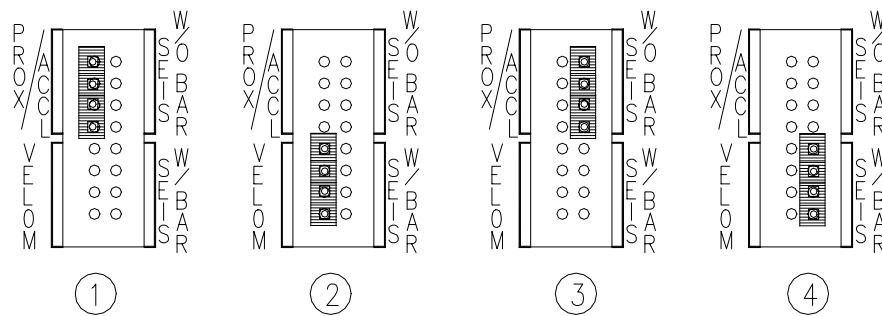 PROX/ACCL
SEIS W/O BAR
VELOM
SEIS W/BAR
1
PROX/ACCL
SEIS W/O BAR
VELOM
SEIS W/BAR
2
PROX/ACCL
SEIS W/O BAR
VELOM
SEIS W/BAR
3
PROX/ACCL
SEIS W/O BAR
VELOM
SEIS W/BAR
4